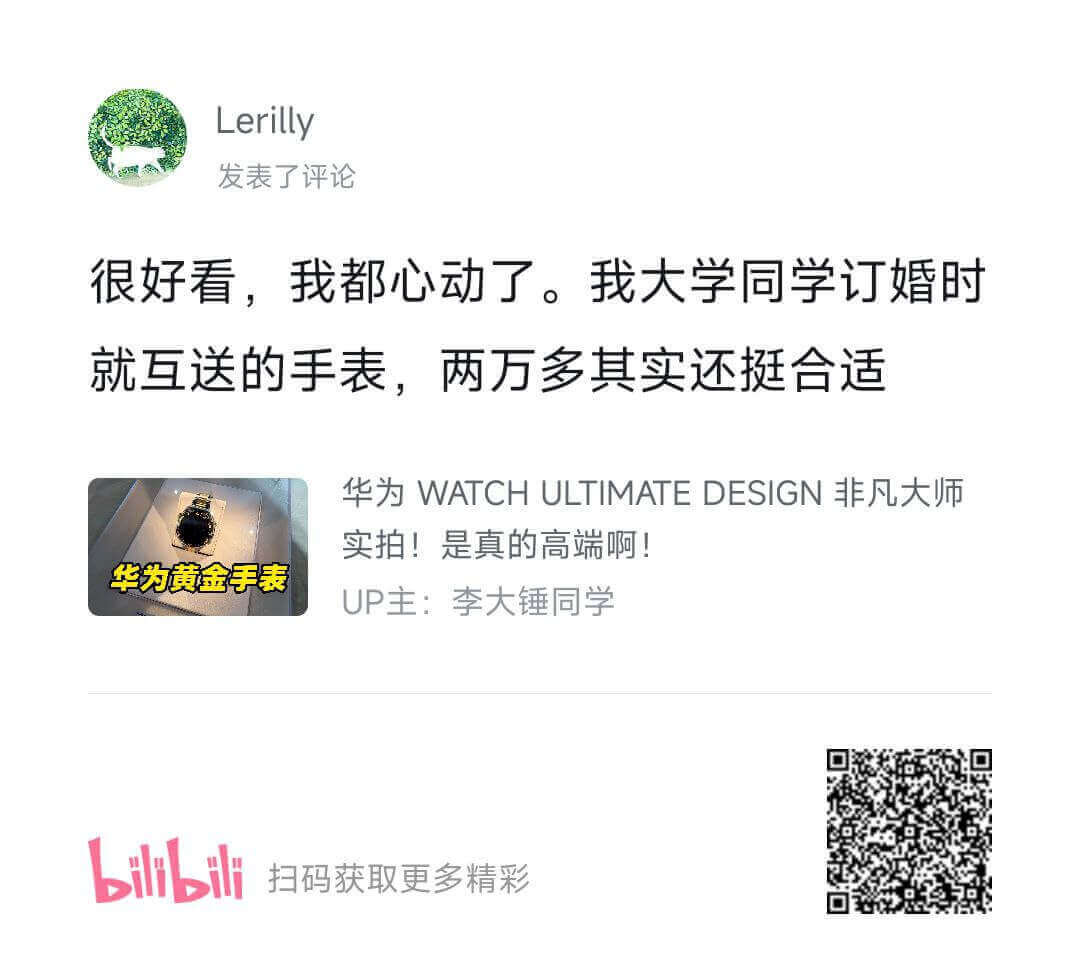 Lerilly
发表了评论
很好看，我都心动了。我大学同学订婚时
就互送的手表，两万多其实还挺合适
华为 WATCH ULTIMATE DESIGN 非凡大师
实拍！是真的高端啊！
华为黄金手表
UP主：李大锤同学
bilibili 扫码获取更多精彩